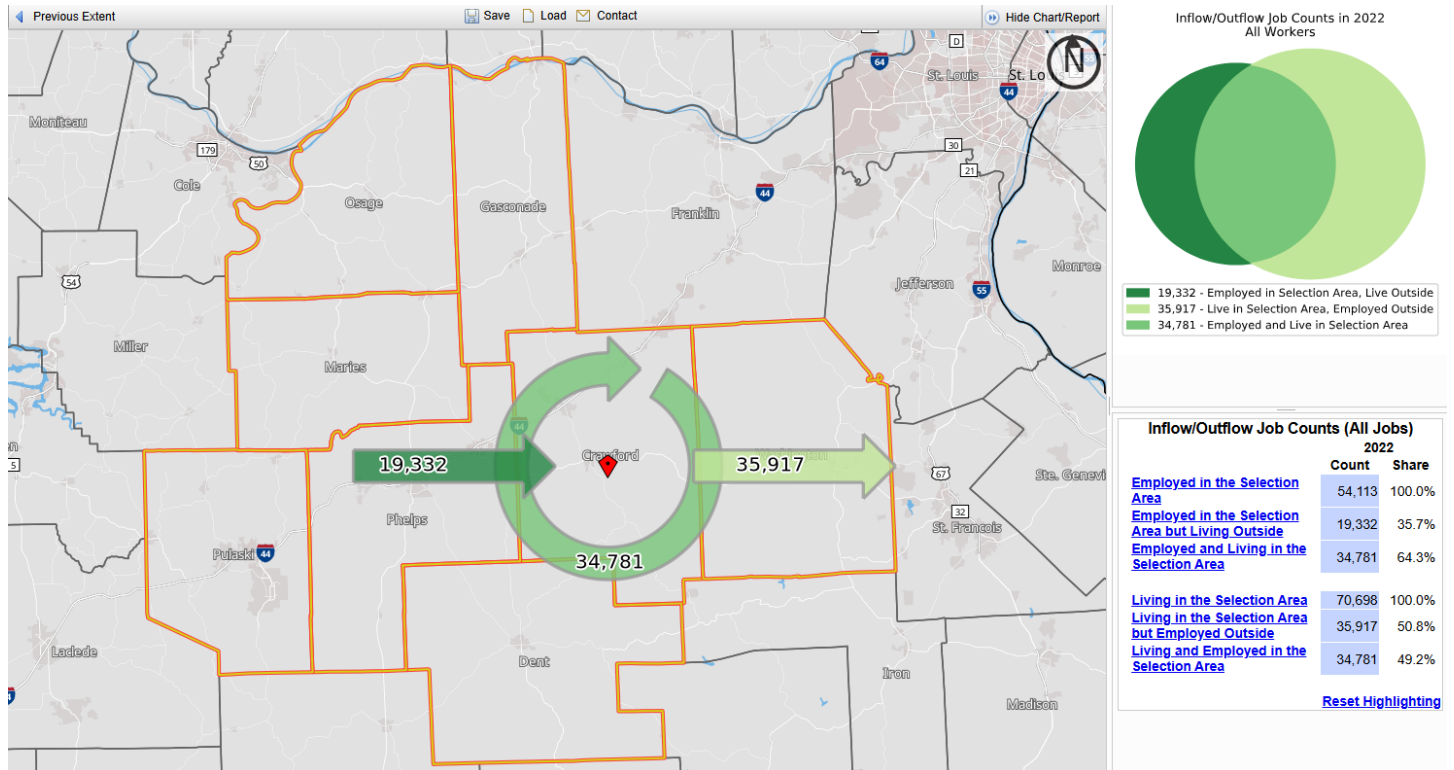 Previous Extent
Save
Load
Contact
Hide Chart/Report
N
D
64
St. Louis
St. Lo
55
44
Moniteau
179
50
30
21
Cole
44
Osage
Gasconade
Franklin
54
Jefferson
55
Monroe
Miller
Maries
44
Crawford
19,332
35,917
5
67
Ste. Genevi
32
St. Francois
Phelps
Pulaski
44
34,781
Laclede
Dent
Iron
Madison
Inflow/Outflow Job Counts in 2022
All Workers
19,332 - Employed in Selection Area, Live Outside
35,917 - Live in Selection Area, Employed Outside
34,781 - Employed and Live in Selection Area
Inflow/Outflow Job Counts (All Jobs)
2022
Count Share
Employed in the Selection
Area 54,113 100.0%
Employed in the Selection
Area but Living Outside 19,332 35.7%
Employed and Living in the
Selection Area 34,781 64.3%
Living in the Selection Area 70,698 100.0%
Living in the Selection Area
but Employed Outside 35,917 50.8%
Living and Employed in the
Selection Area 34,781 49.2%
Reset Highlighting